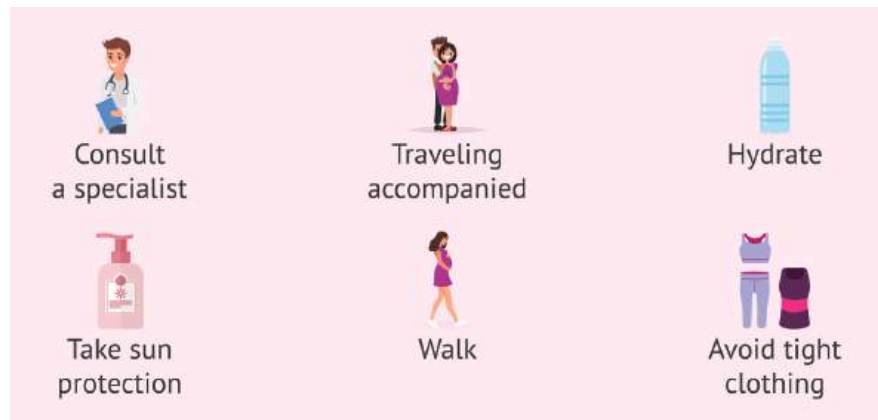 Consult
a specialist
Traveling
accompanied
Hydrate
Take sun
protection
Walk
Avoid tight
clothing